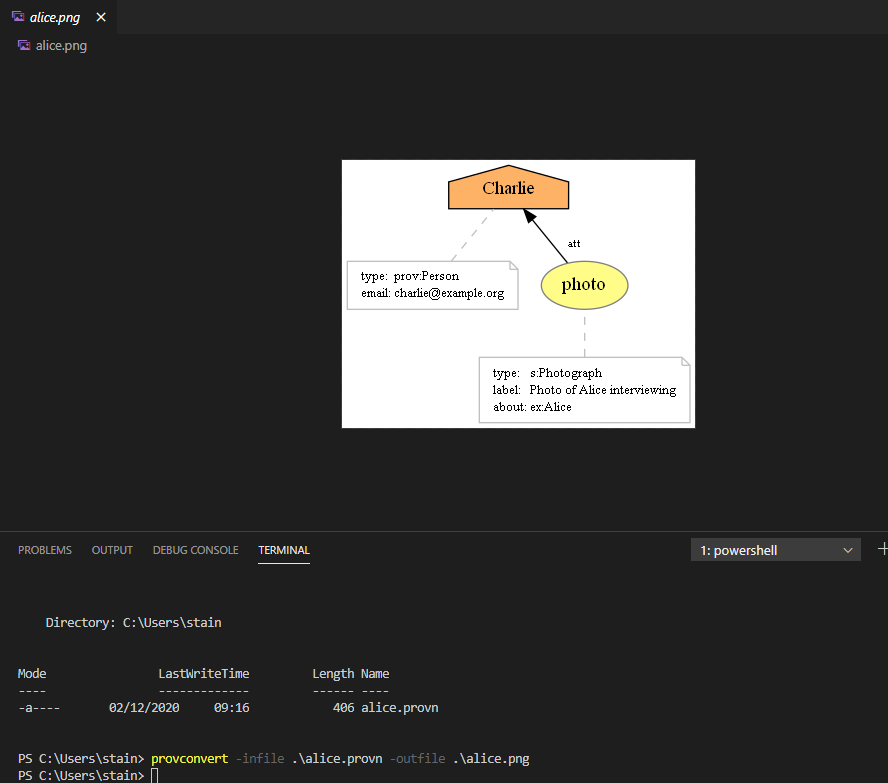 alice.png
alice.png
Charlie
att
type: prov:Person
email: charlie@example.org
photo
type: s:Photograph
label: Photo of Alice interviewing
about: ex:Alice
PROBLEMS OUTPUT DEBUG CONSOLE TERMINAL 1: powershell
Directory: C:\Users\stain
Mode LastWriteTime Length Name
---- ------------- ------ ----
-a---- 02/12/2020 09:16 406 alice.provn
PS C:\Users\stain> provconvert -infile .\alice.provn -outfile .\alice.png
PS C:\Users\stain>